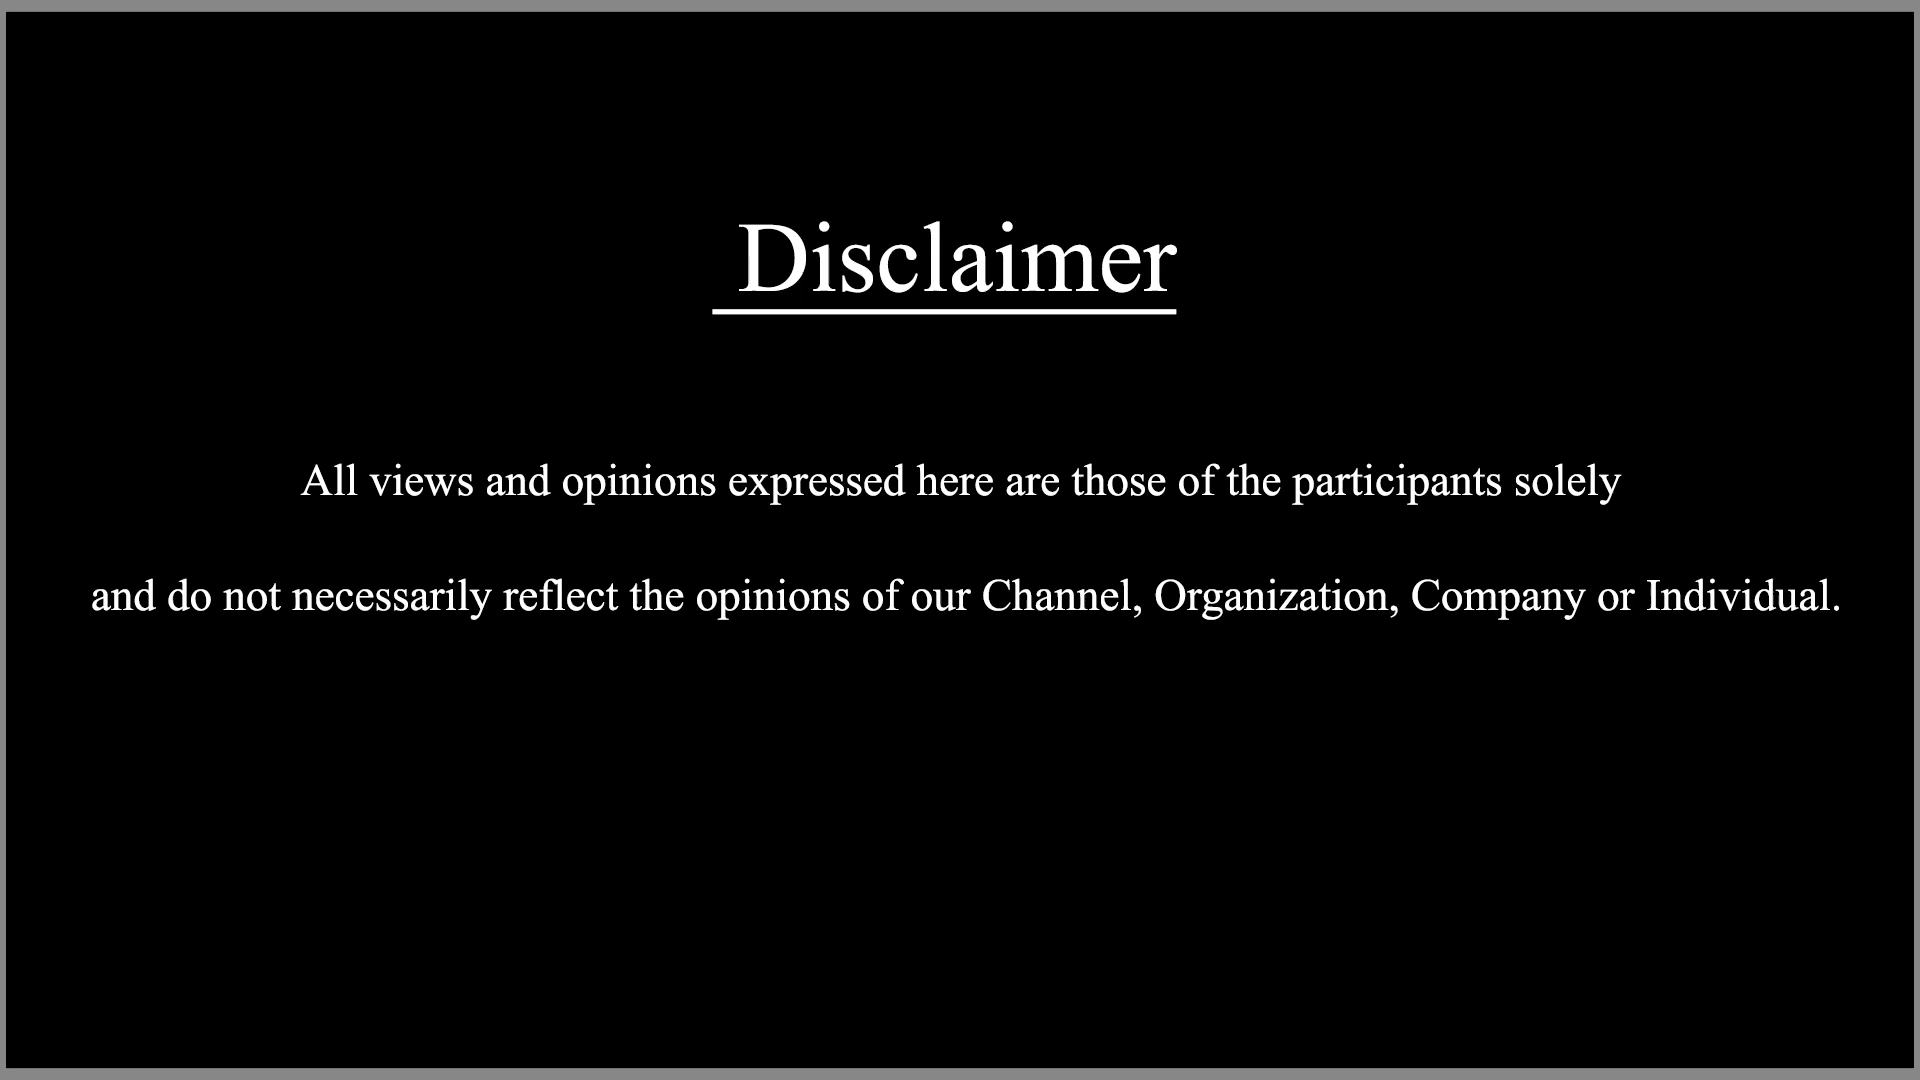 Disclaimer
All views and opinions expressed here are those of the participants solely
and do not necessarily reflect the opinions of our Channel, Organization, Company or Individual.